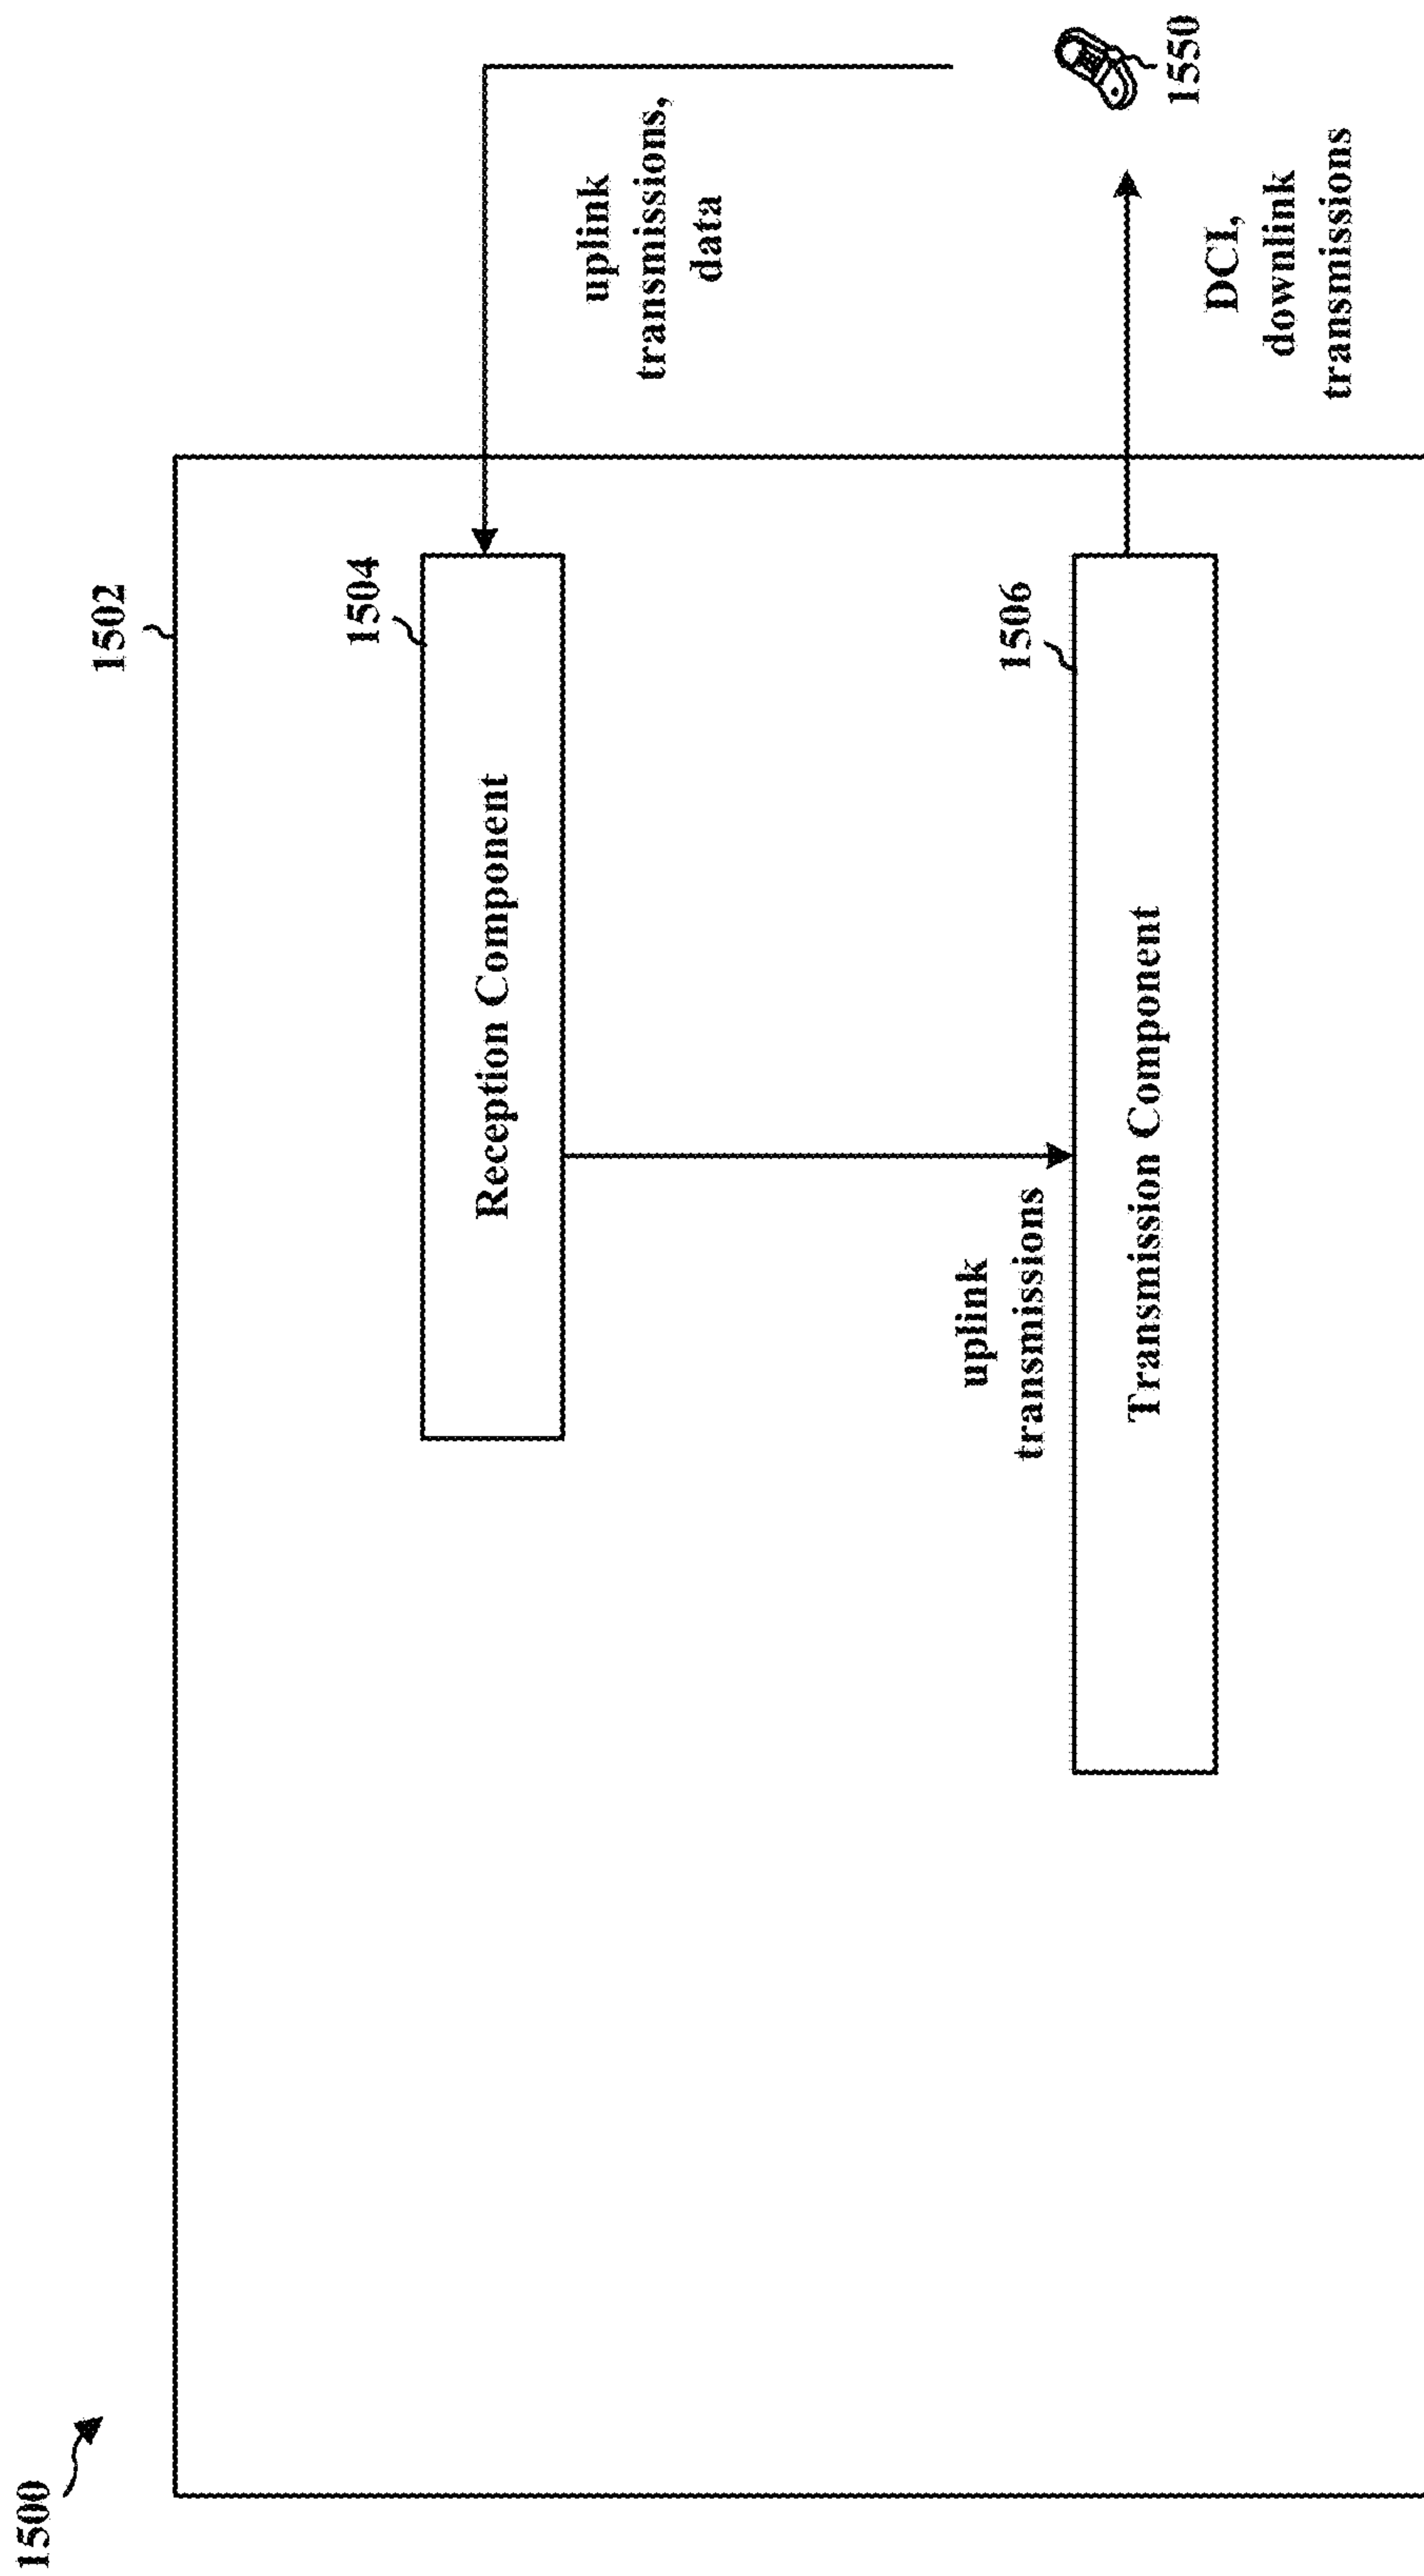 1500
1502
1504
Reception Component
uplink
transmissions,
data
uplink
transmissions
1506
Transmission Component
1550
DCI,
downlink
transmissions